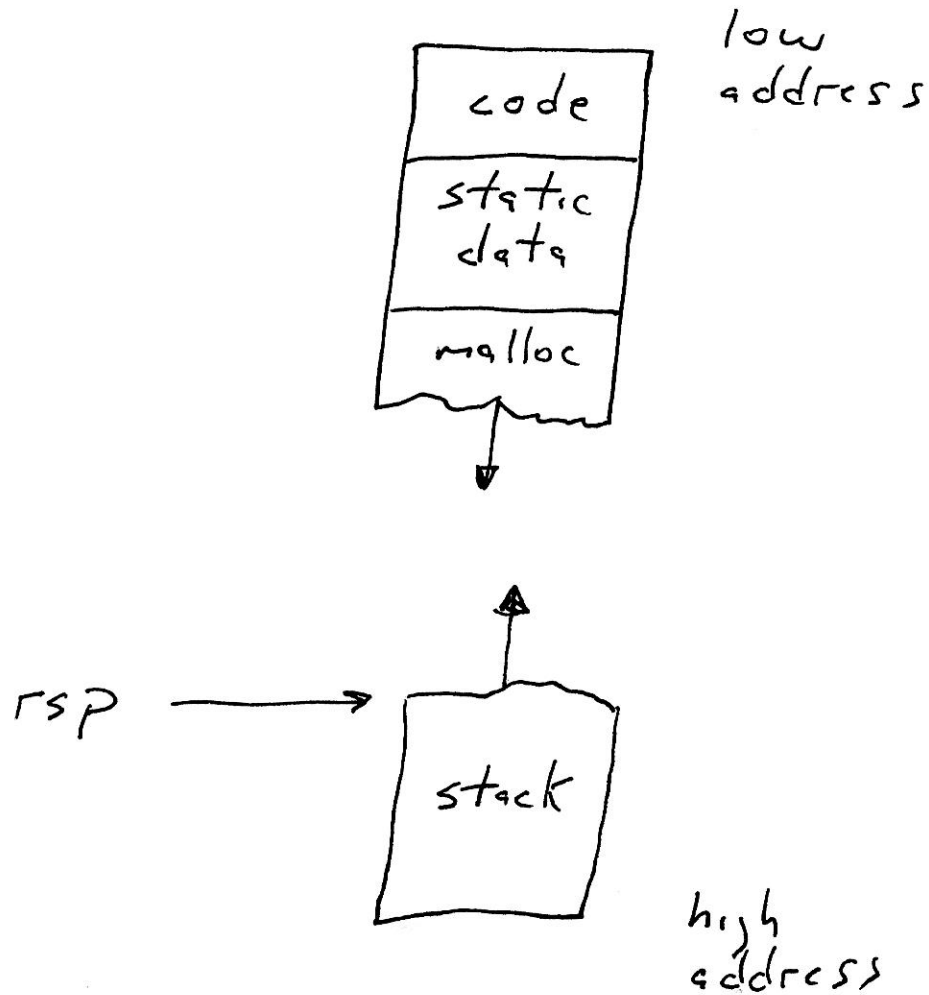 low
address
code
static
data
malloc
rsp
stack
high
address